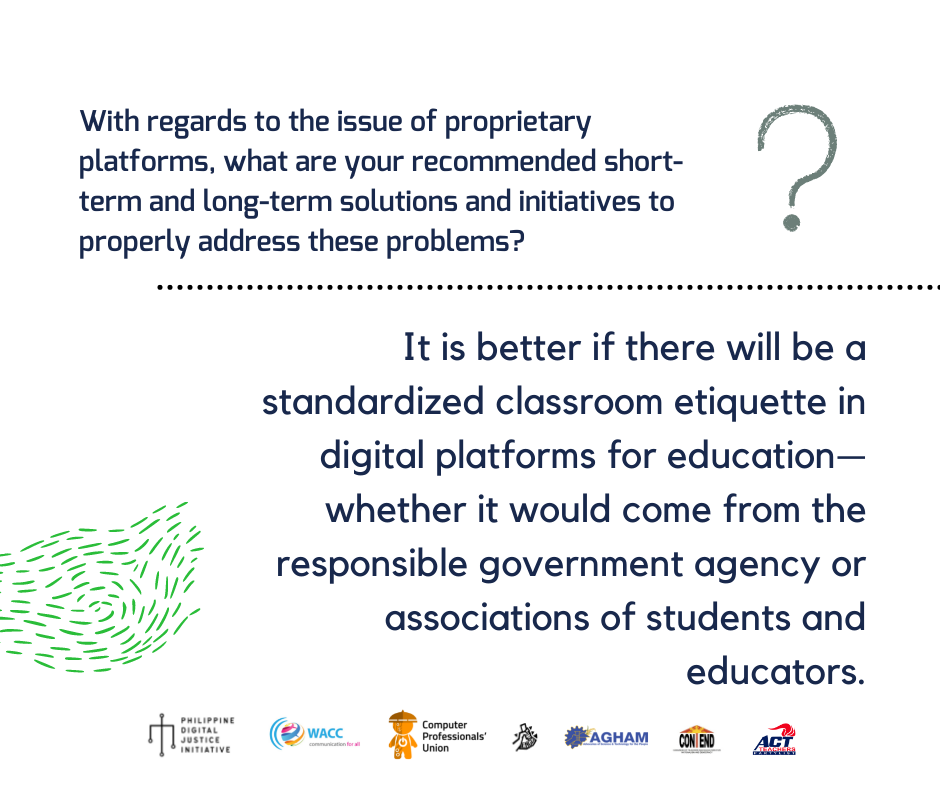 With regards to the issue of proprietary
platforms, what are your recommended short-
term and long-term solutions and initiatives to
properly address these problems?
It is better if there will be a
standardized classroom etiquette in
digital platforms for education—
whether it would come from the
responsible government agency or
associations of students and
educators.
PHILIPPINE
DIGITAL
JUSTICE
INITIATIVE
WACC
communication for all
Computer
Professionals'
Union
AGHAM
CONTEND
ACT
TEACHERS
PARTYLIST